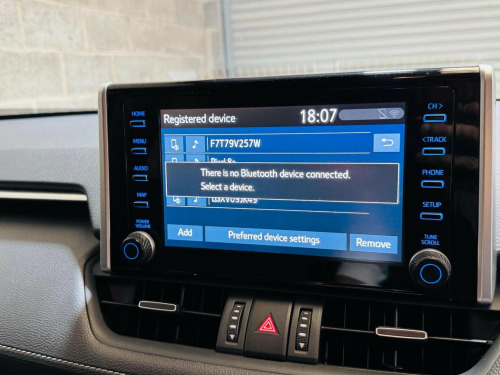 HOME
MENU
AUDIO
MAP
POWER
VOLUME
Registered device
18:07
F7T79V257W
There is no Bluetooth device connected.
Select a device.
Add
Preferred device settings
Remove
CH >
< TRACK
PHONE
SETUP
TUNE
SCROLL